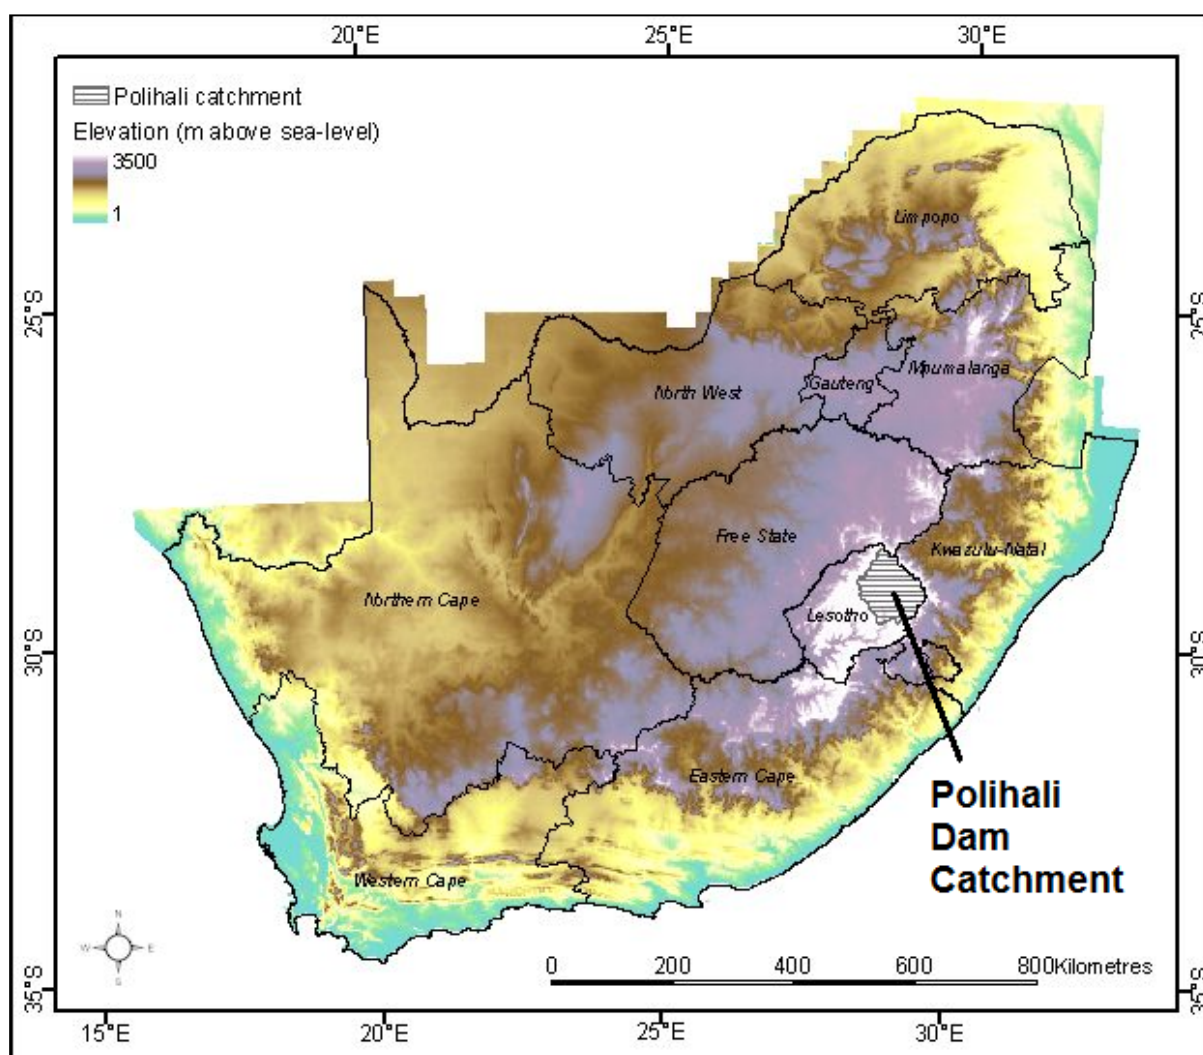 20°E 25°E 30°E
Polihali catchment
Elevation (m above sea-level)
3500
1
Limpopo
25°S
Mpumalanga
Gauteng
North West
Free State
Kwazulu-Natal
Northern Cape
Lesotho
30°S 30°S
Eastern Cape
Polihali
Dam
Catchment
Western Cape
N
W E
S
0 200 400 600 800Kilometres
35°S
15°E 20°E 25°E 30°E